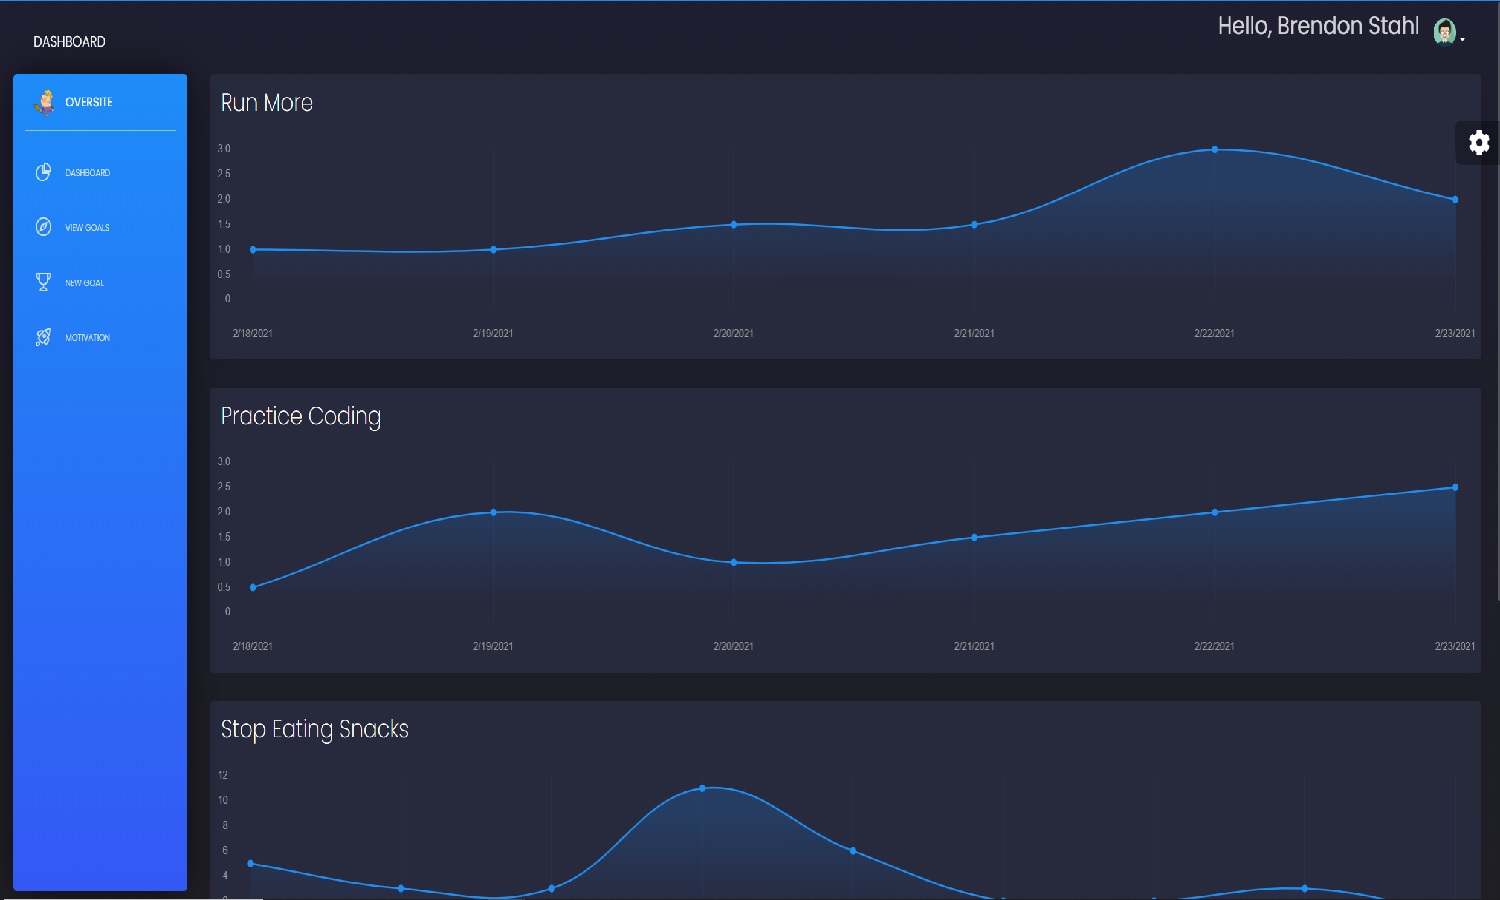 DASHBOARD
Hello, Brendon Stahl
OVERSITE
DASHBOARD
VIEW GOALS
NEW GOAL
MOTIVATION
Run More
3.0
2.5
2.0
1.5
1.0
0.5
0
2/18/2021 2/19/2021 2/20/2021 2/21/2021 2/22/2021 2/23/2021
Practice Coding
3.0
2.5
2.0
1.5
1.0
0.5
0
2/18/2021 2/19/2021 2/20/2021 2/21/2021 2/22/2021 2/23/2021
Stop Eating Snacks
12
10
8
6
4